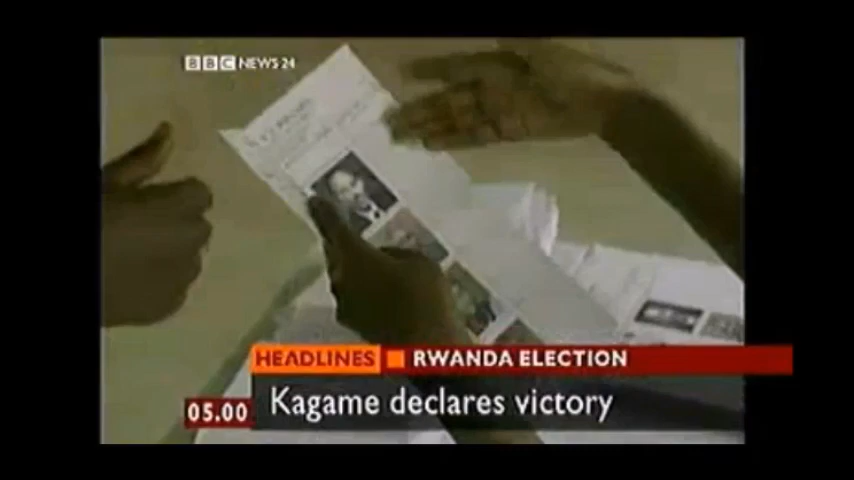 BBC NEWS 24
HEADLINES RWANDA ELECTION
Kagame declares victory
05.00